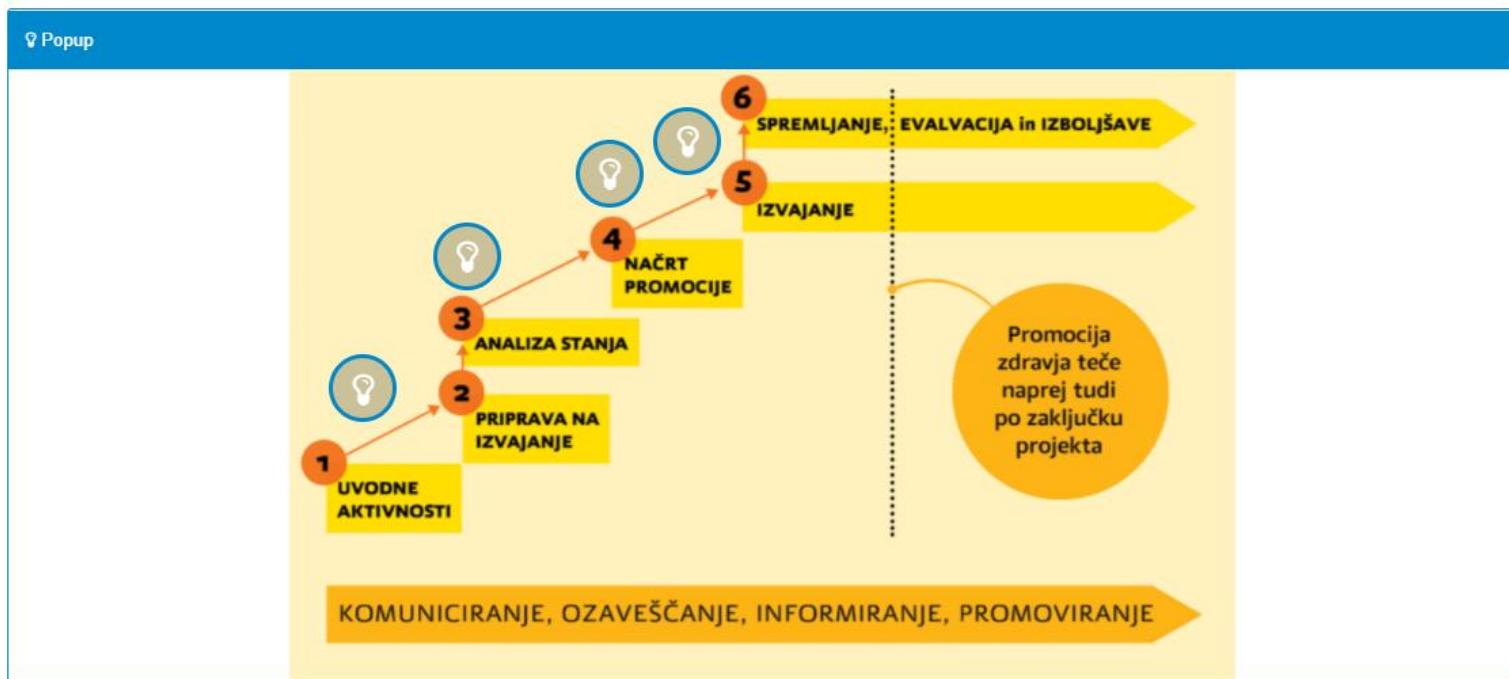 Popup
6
SPREMLJANJE, EVALVACIJA in IZBOLJŠAVE
5
IZVAJANJE
4
NAČRT
PROMOCIJE
3
ANALIZA STANJA
2
PRIPRAVA NA
IZVAJANJE
1
UVODNE
AKTIVNOSTI
Promocija
zdravja teče
naprej tudi
po zaključku
projekta
KOMUNICIRANJE, OZAVEŠČANJE, INFORMIRANJE, PROMOVIRANJE